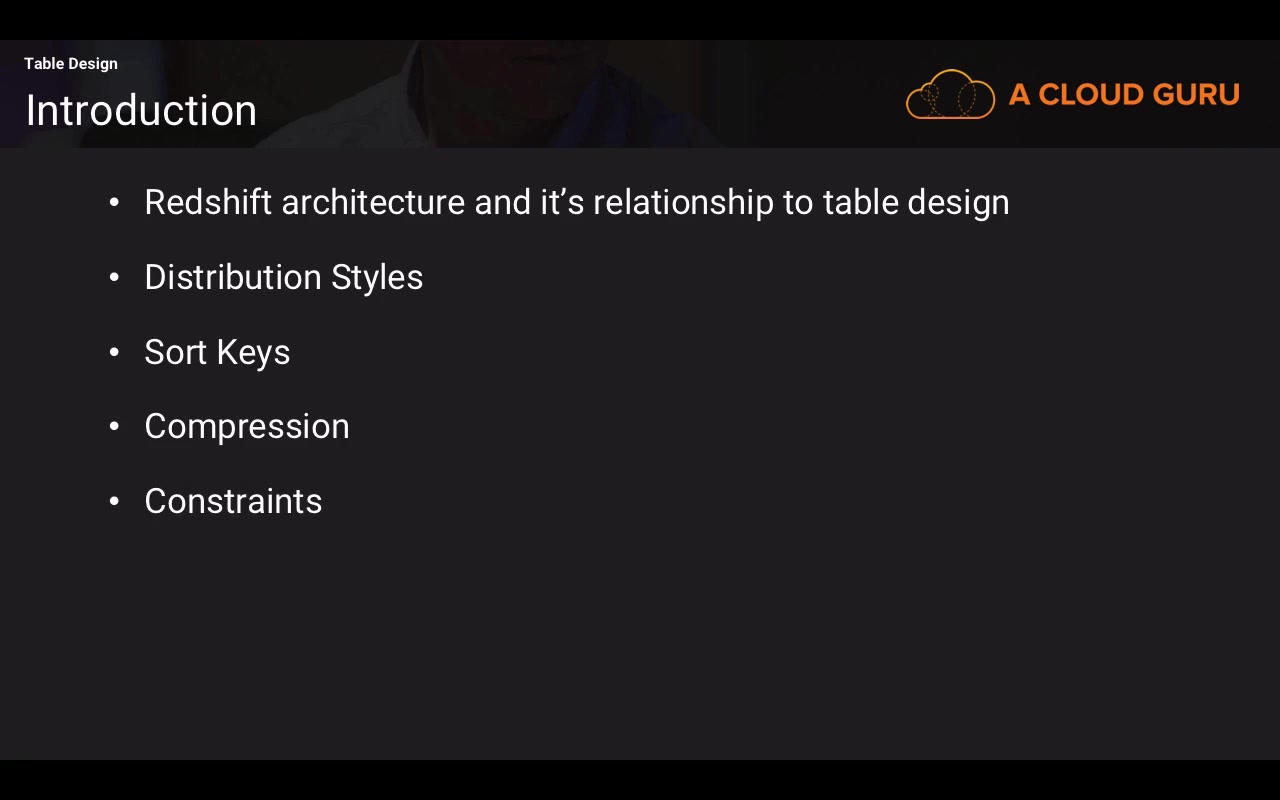 Table Design
Introduction
A CLOUD GURU
• Redshift architecture and it’s relationship to table design
• Distribution Styles
• Sort Keys
• Compression
• Constraints